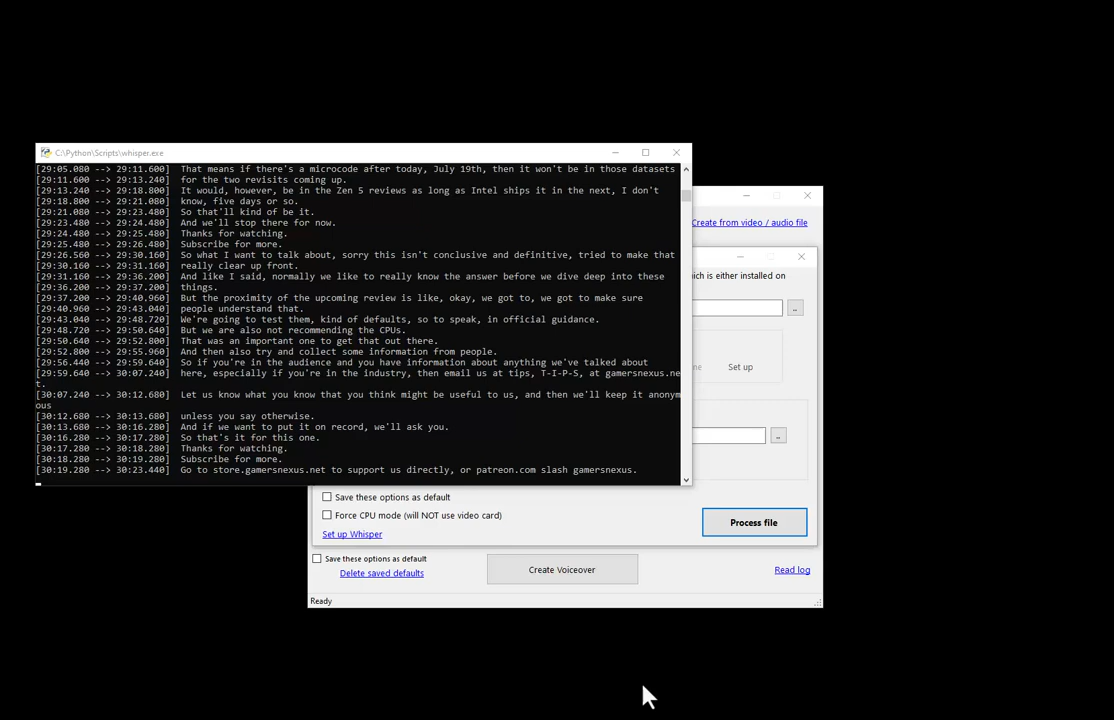 C:\Python\Scripts\whisper.exe
[29:05.080 --> 29:11.600]  That means if there's a microcode after today, July 19th, then it won't be in those datasets
[29:11.600 --> 29:13.240]  for the two revisits coming up.
[29:13.240 --> 29:18.800]  It would, however, be in the Zen 5 reviews as long as Intel ships it in the next, I don't
[29:18.800 --> 29:21.080]  know, five days or so.
[29:21.080 --> 29:23.480]  So that'll kind of be it.
[29:23.480 --> 29:24.480]  And we'll stop there for now.
[29:24.480 --> 29:25.480]  Thanks for watching.
[29:25.480 --> 29:26.480]  Subscribe for more.
[29:26.560 --> 29:30.160]  So what I want to talk about, sorry this isn't conclusive and definitive, tried to make that
[29:30.160 --> 29:31.160]  really clear up front.
[29:31.160 --> 29:36.200]  And like I said, normally we like to really know the answer before we dive deep into these
[29:36.200 --> 29:37.200]  things.
[29:37.200 --> 29:40.960]  But the proximity of the upcoming review is like, okay, we got to, we got to make sure
[29:40.960 --> 29:43.040]  people understand that.
[29:43.040 --> 29:48.720]  We're going to test them, kind of defaults, so to speak, in official guidance.
[29:48.720 --> 29:50.640]  But we are also not recommending the CPUs.
[29:50.640 --> 29:52.800]  That was an important one to get that out there.
[29:52.800 --> 29:55.960]  And then also try and collect some information from people.
[29:56.440 --> 29:59.640]  So if you're in the audience and you have information about anything we've talked about
[29:59.640 --> 30:07.240]  here, especially if you're in the industry, then email us at tips, T-I-P-S, at gamersnexus.ne
t.
[30:07.240 --> 30:12.680]  Let us know what you know that you think might be useful to us, and then we'll keep it anonym
ous
[30:12.680 --> 30:13.680]  unless you say otherwise.
[30:13.680 --> 30:16.280]  And if we want to put it on record, we'll ask you.
[30:16.280 --> 30:17.280]  So that's it for this one.
[30:17.280 --> 30:18.280]  Thanks for watching.
[30:18.280 --> 30:19.280]  Subscribe for more.
[30:19.280 --> 30:23.440]  Go to store.gamersnexus.net to support us directly, or patreon.com slash gamersnexus.
Create from video / audio file
which is either installed on
..
Set up
..
Save these options as default
Force CPU mode (will NOT use video card)
Set up Whisper
Process file
Save these options as default
Delete saved defaults
Create Voiceover
Read log
Ready